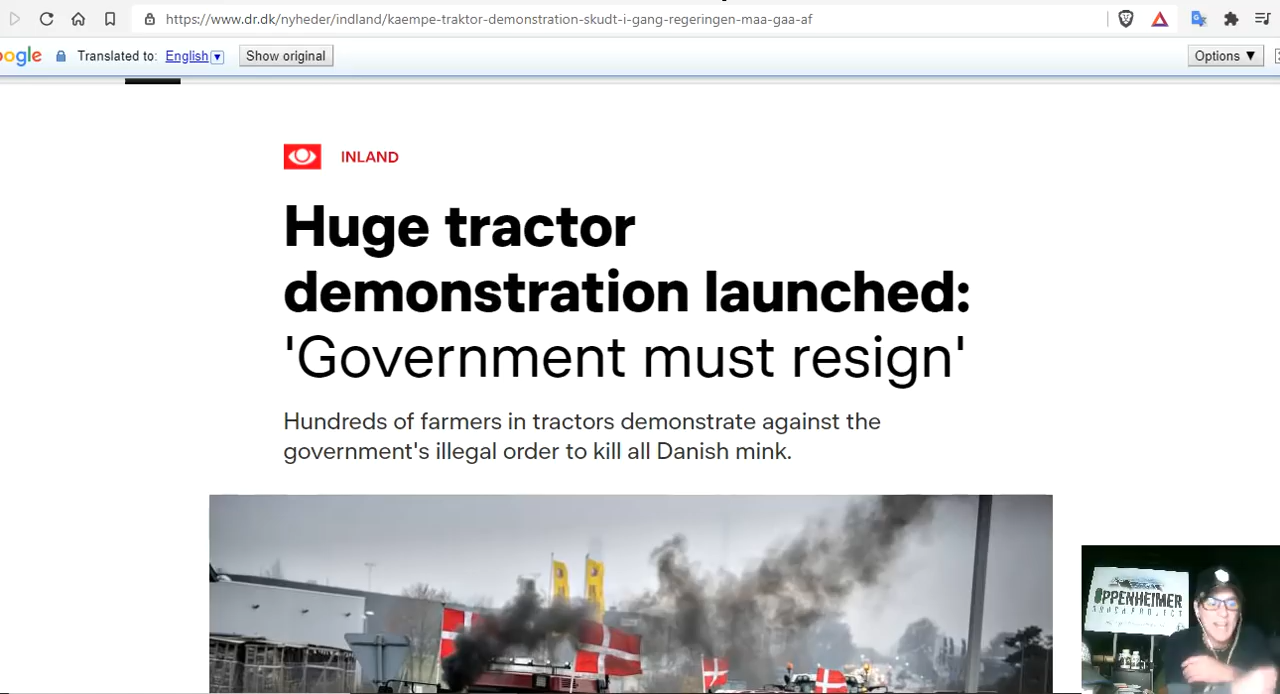 https://www.dr.dk/nyheder/indland/kaempe-traktor-demonstration-skudt-i-gang-regeringen-maa-gaa-af
ogle Translated to: English Show original Options
INLAND
Huge tractor
demonstration launched:
'Government must resign'
Hundreds of farmers in tractors demonstrate against the
government's illegal order to kill all Danish mink.
OPPENHEIMER